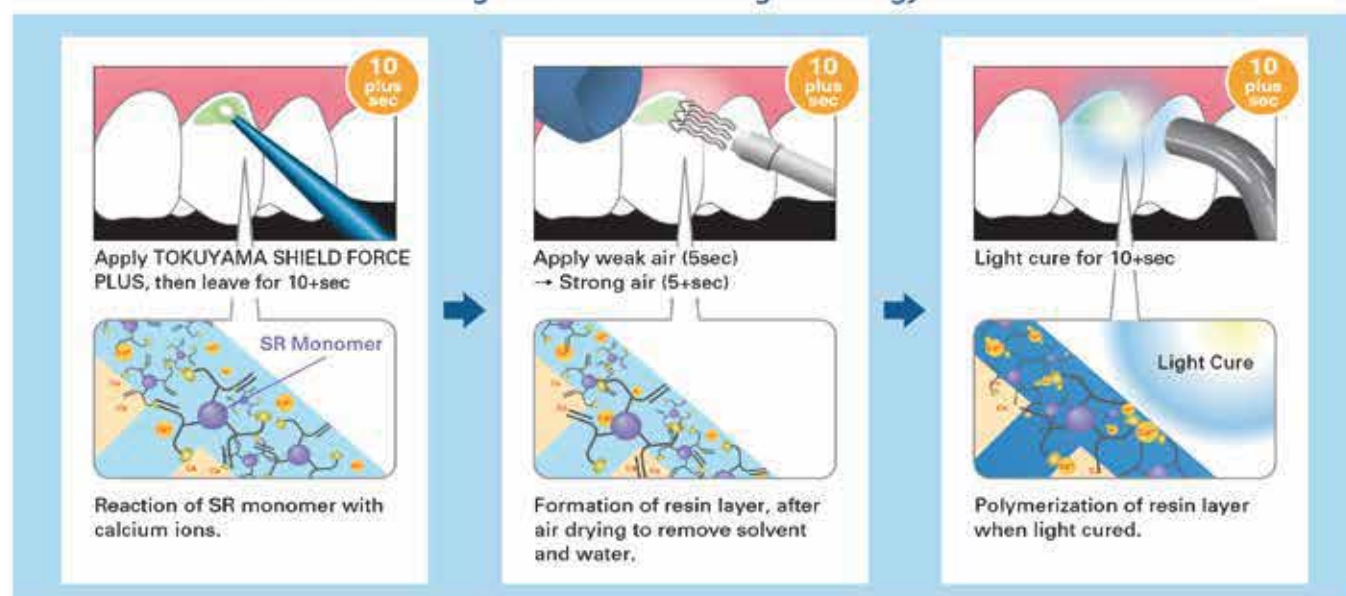 10
plus
sec
Apply TOKUYAMA SHIELD FORCE
PLUS, then leave for 10+sec
SR Monomer
Reaction of SR monomer with
calcium ions.
10
plus
sec
Apply weak air (5sec)
→ Strong air (5+sec)
Formation of resin layer, after
air drying to remove solvent
and water.
10
plus
sec
Light cure for 10+sec
Light Cure
Polymerization of resin layer
when light cured.